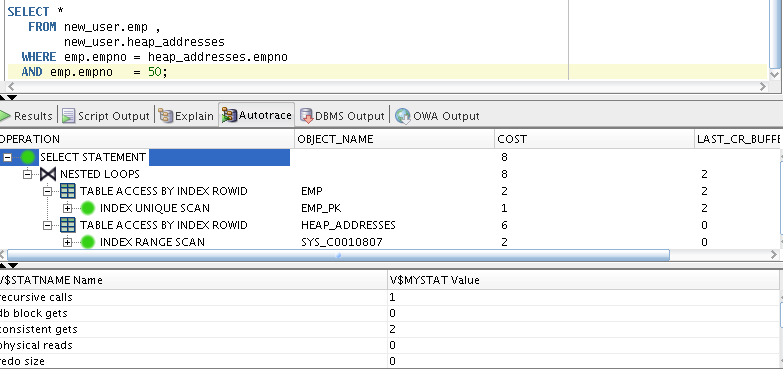 SELECT *
FROM new_user.emp ,
new_user.heap_addresses
WHERE emp.empno = heap_addresses.empno
AND emp.empno = 50;
Results Script Output Explain Autotrace DBMS Output OWA Output
OPERATION OBJECT_NAME COST LAST_CR_BUFFE
SELECT STATEMENT 8
NESTED LOOPS 8 2
TABLE ACCESS BY INDEX ROWID EMP 2 2
INDEX UNIQUE SCAN EMP_PK 1 2
TABLE ACCESS BY INDEX ROWID HEAP_ADDRESSES 6 0
INDEX RANGE SCAN SYS_C0010807 2 0
V$STATNAME Name V$MYSTAT Value
recursive calls 1
db block gets 0
consistent gets 2
physical reads 0
redo size 0